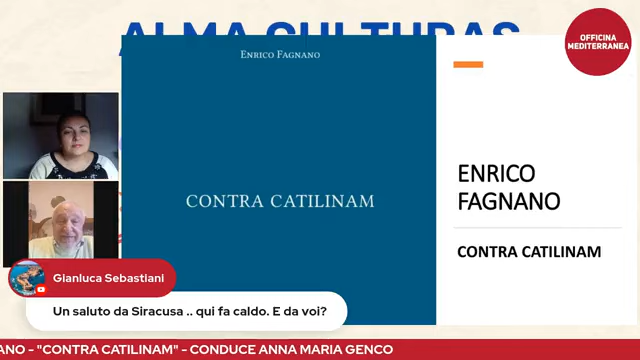 ALMA CULTURAS
OFFICINA
MEDITERRANEA
ENRICO FAGNANO
CONTRA CATILINAM
ENRICO
FAGNANO
CONTRA CATILINAM
Gianluca Sebastiani
Un saluto da Siracusa .. qui fa caldo. E da voi?
ANO - "CONTRA CATILINAM" - CONDUCE ANNA MARIA GENCO